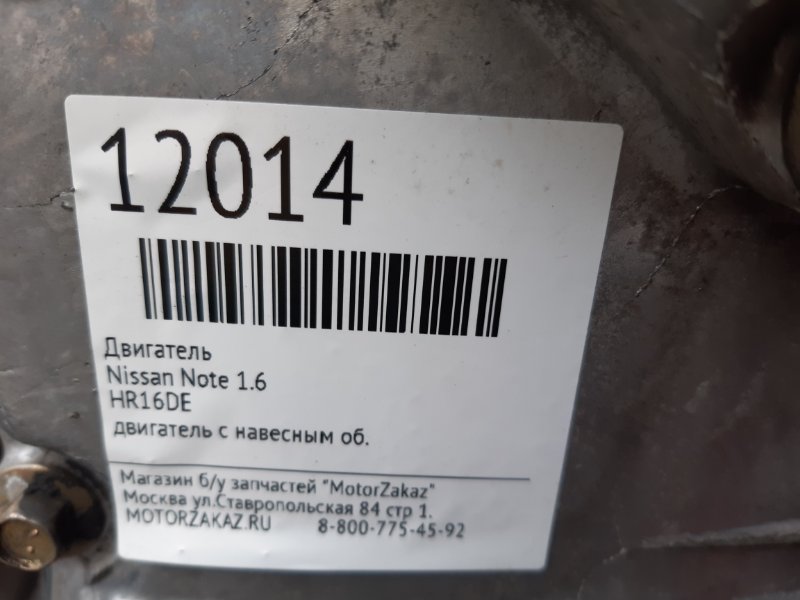 12014
Двигатель
Nissan Note 1.6
HR16DE
двигатель с навесным об.
Магазин б/у запчастей "MotorZakaz"
Москва ул.Ставропольская 84 стр 1.
MOTORZAKAZ.RU 8-800-775-45-92